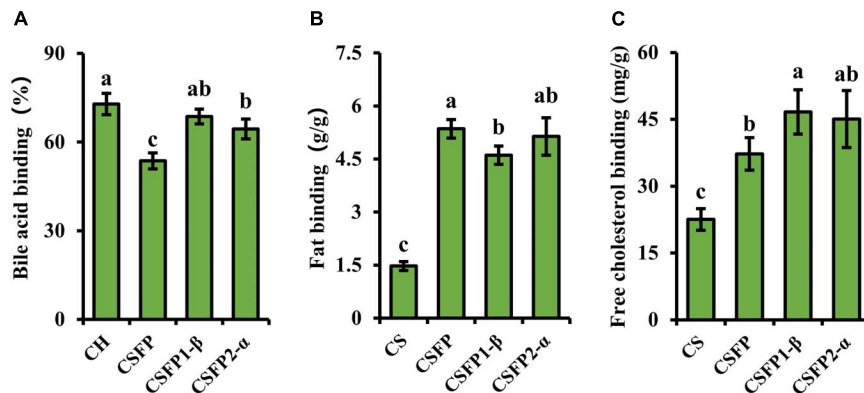 A
Bile acid binding (%)
90
60
30
0
a
c
ab
b
CH
CSFP
CSFP1-β
CSFP2-α
B
Fat binding (g/g)
7.5
6
4.5
3
1.5
0
c
a
b
ab
CS
CSFP
CSFP1-β
CSFP2-α
C
Free cholesterol binding (mg/g)
60
45
30
15
0
c
b
a
ab
CS
CSFP
CSFP1-β
CSFP2-α